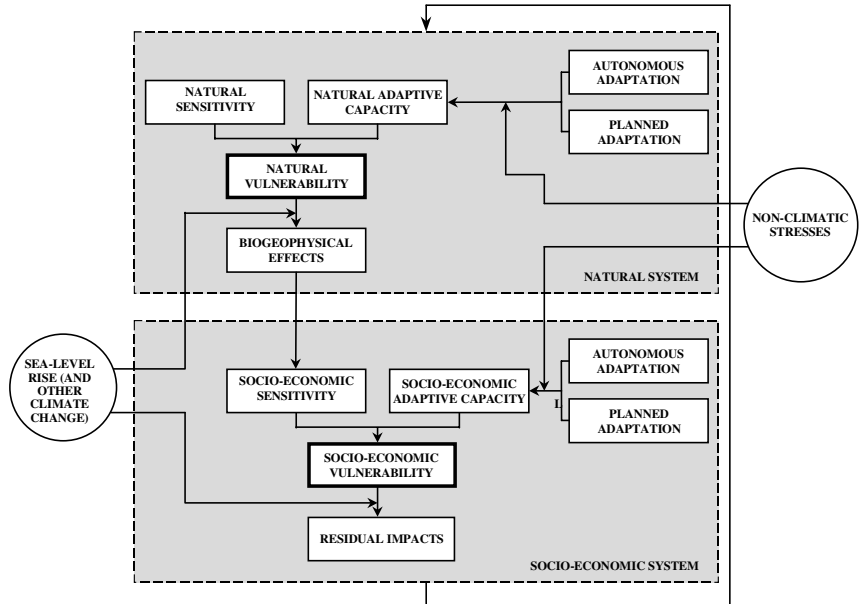 AUTONOMOUS
ADAPTATION
NATURAL
SENSITIVITY
NATURAL ADAPTIVE
CAPACITY
PLANNED
ADAPTATION
NATURAL
VULNERABILITY
NON-CLIMATIC
STRESSES
BIOGEOPHYSICAL
EFFECTS
NATURAL SYSTEM
SEA-LEVEL
RISE (AND
OTHER
CLIMATE
CHANGE)
AUTONOMOUS
ADAPTATION
SOCIO-ECONOMIC
SENSITIVITY
SOCIO-ECONOMIC
ADAPTIVE CAPACITY
L
PLANNED
ADAPTATION
SOCIO-ECONOMIC
VULNERABILITY
RESIDUAL IMPACTS
SOCIO-ECONOMIC SYSTEM